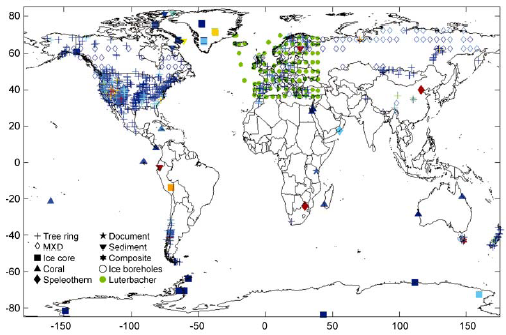 80
60
40
20
0
-20
-40
-60
-80
+ Tree ring
◇ MXD
■ Ice core
▲ Coral
◆ Speleothern
★ Document
▼ Sediment
✶ Composite
○ Ice boreholes
● Luterbacher
-150 -100 -50 0 50 100 150